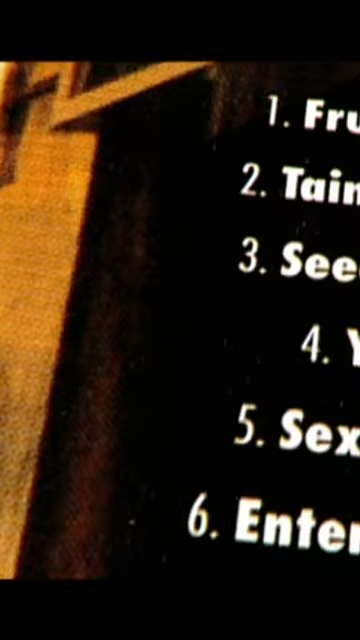 1. Fru
2. Tain
3. See
4. Y
5. Sex
6. Enter